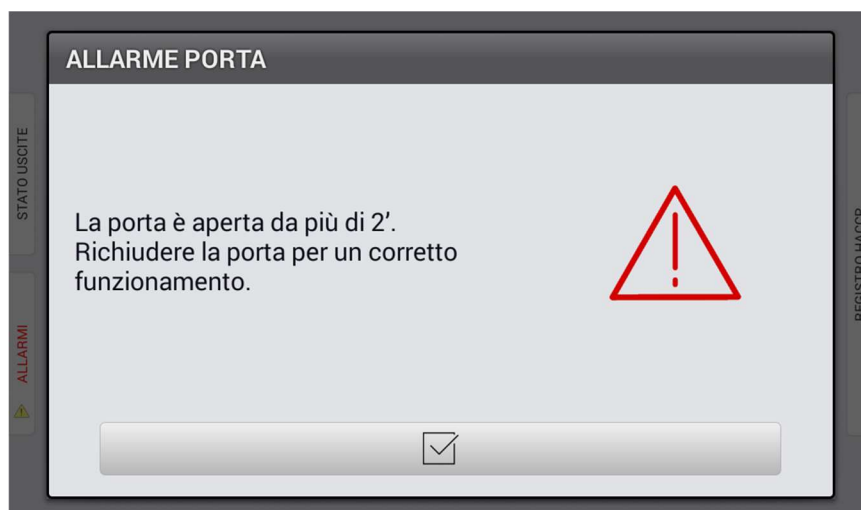 ALLARME PORTA
STATO USCITE
La porta è aperta da più di 2’.
Richiudere la porta per un corretto
funzionamento.
ALLARMI
REGISTRO HACCP